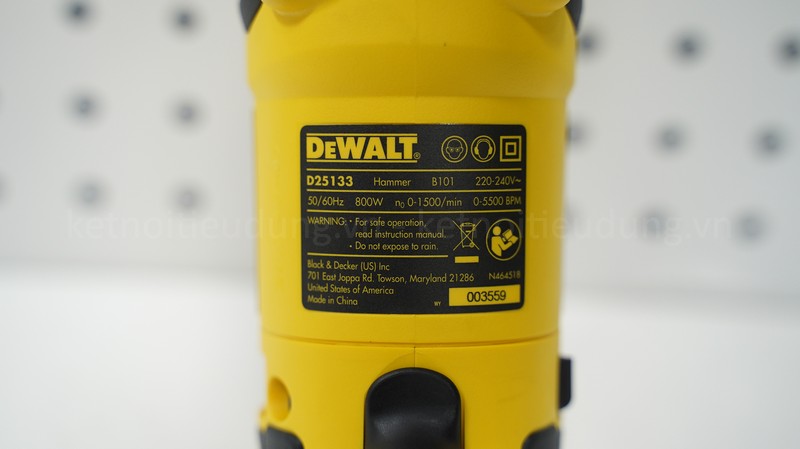 DEWALT®
D25133 Hammer B101 220-240V~
50/60Hz 800W n₀ 0-1500/min 0-5500 BPM
WARNING: • For safe operation,
read instruction manual.
• Do not expose to rain.
Black & Decker (US) Inc
701 East Joppa Rd. Towson, Maryland 21286
United States of America
Made in China
N464518
WY 003559